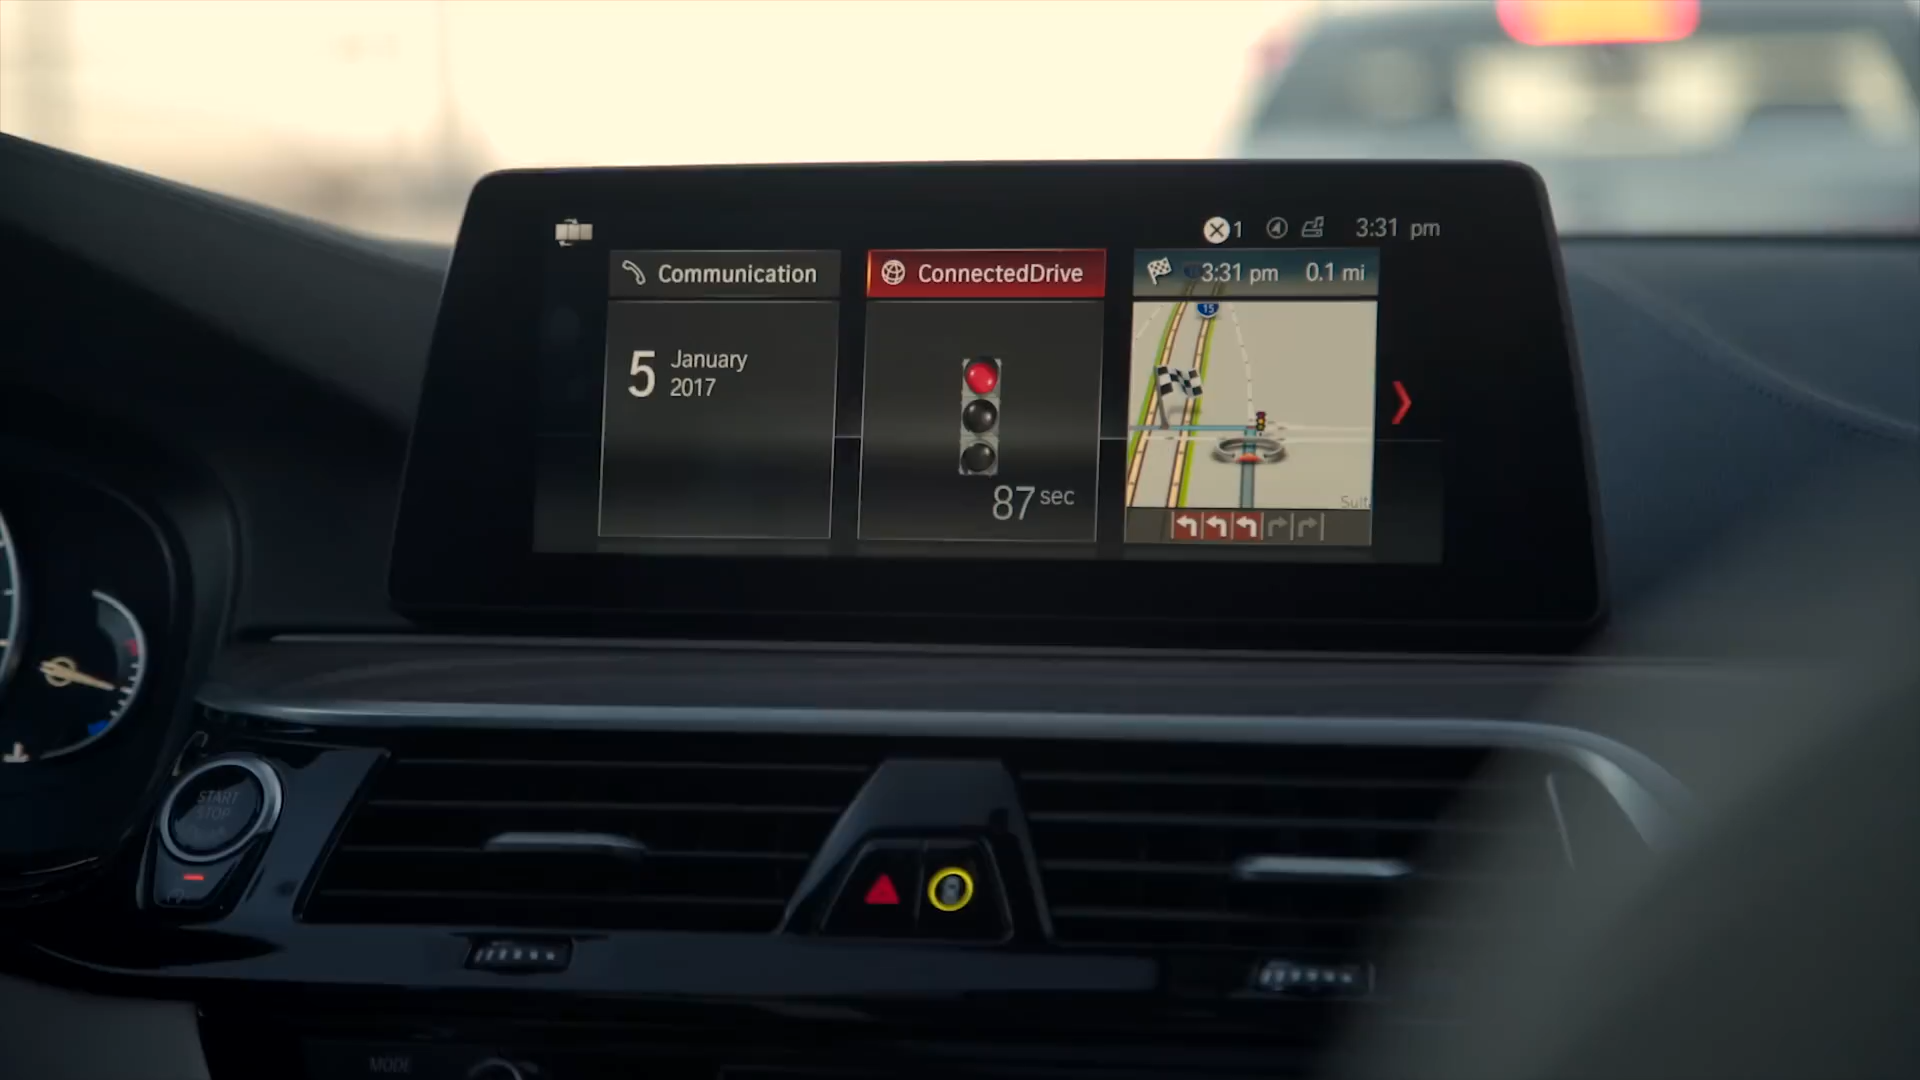 1 3:31 pm
Communication
5 January
2017
ConnectedDrive
87 sec
3:31 pm 0.1 mi
15
START
STOP
MODE